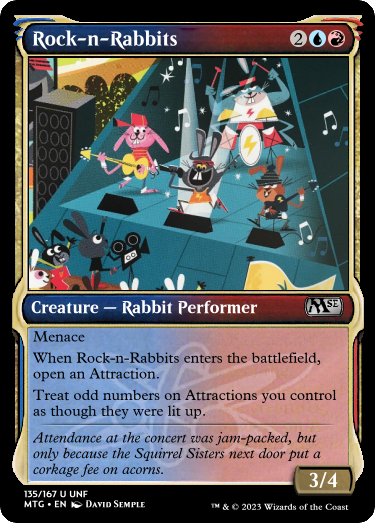 Rock-n-Rabbits 2
Creature — Rabbit Performer MSE
Menace
When Rock-n-Rabbits enters the battlefield,
open an Attraction.
Treat odd numbers on Attractions you control
as though they were lit up.
Attendance at the concert was jam-packed, but
only because the Squirrel Sisters next door put a
corkage fee on acorns.
3/4
135/167 U UNF
MTG • EN David Semple ™ & © 2023 Wizards of the Coast